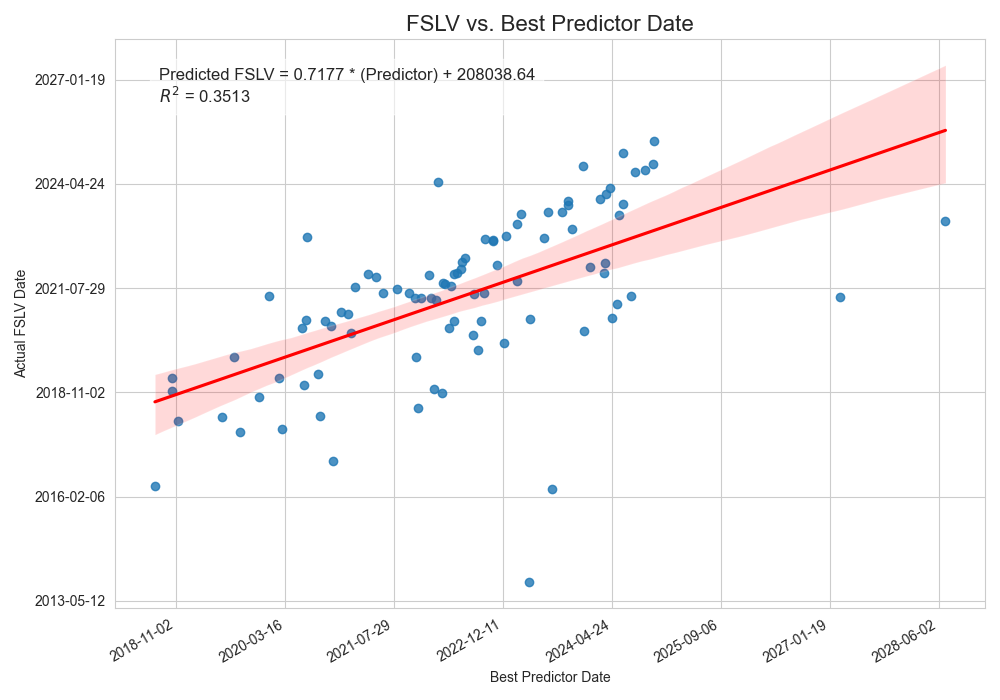 FSLV vs. Best Predictor Date
Predicted FSLV = 0.7177 * (Predictor) + 208038.64
R² = 0.3513
Actual FSLV Date
2027-01-19
2024-04-24
2021-07-29
2018-11-02
2016-02-06
2013-05-12
2018-11-02
2020-03-16
2021-07-29
2022-12-11
2024-04-24
2025-09-06
2027-01-19
2028-06-02
Best Predictor Date